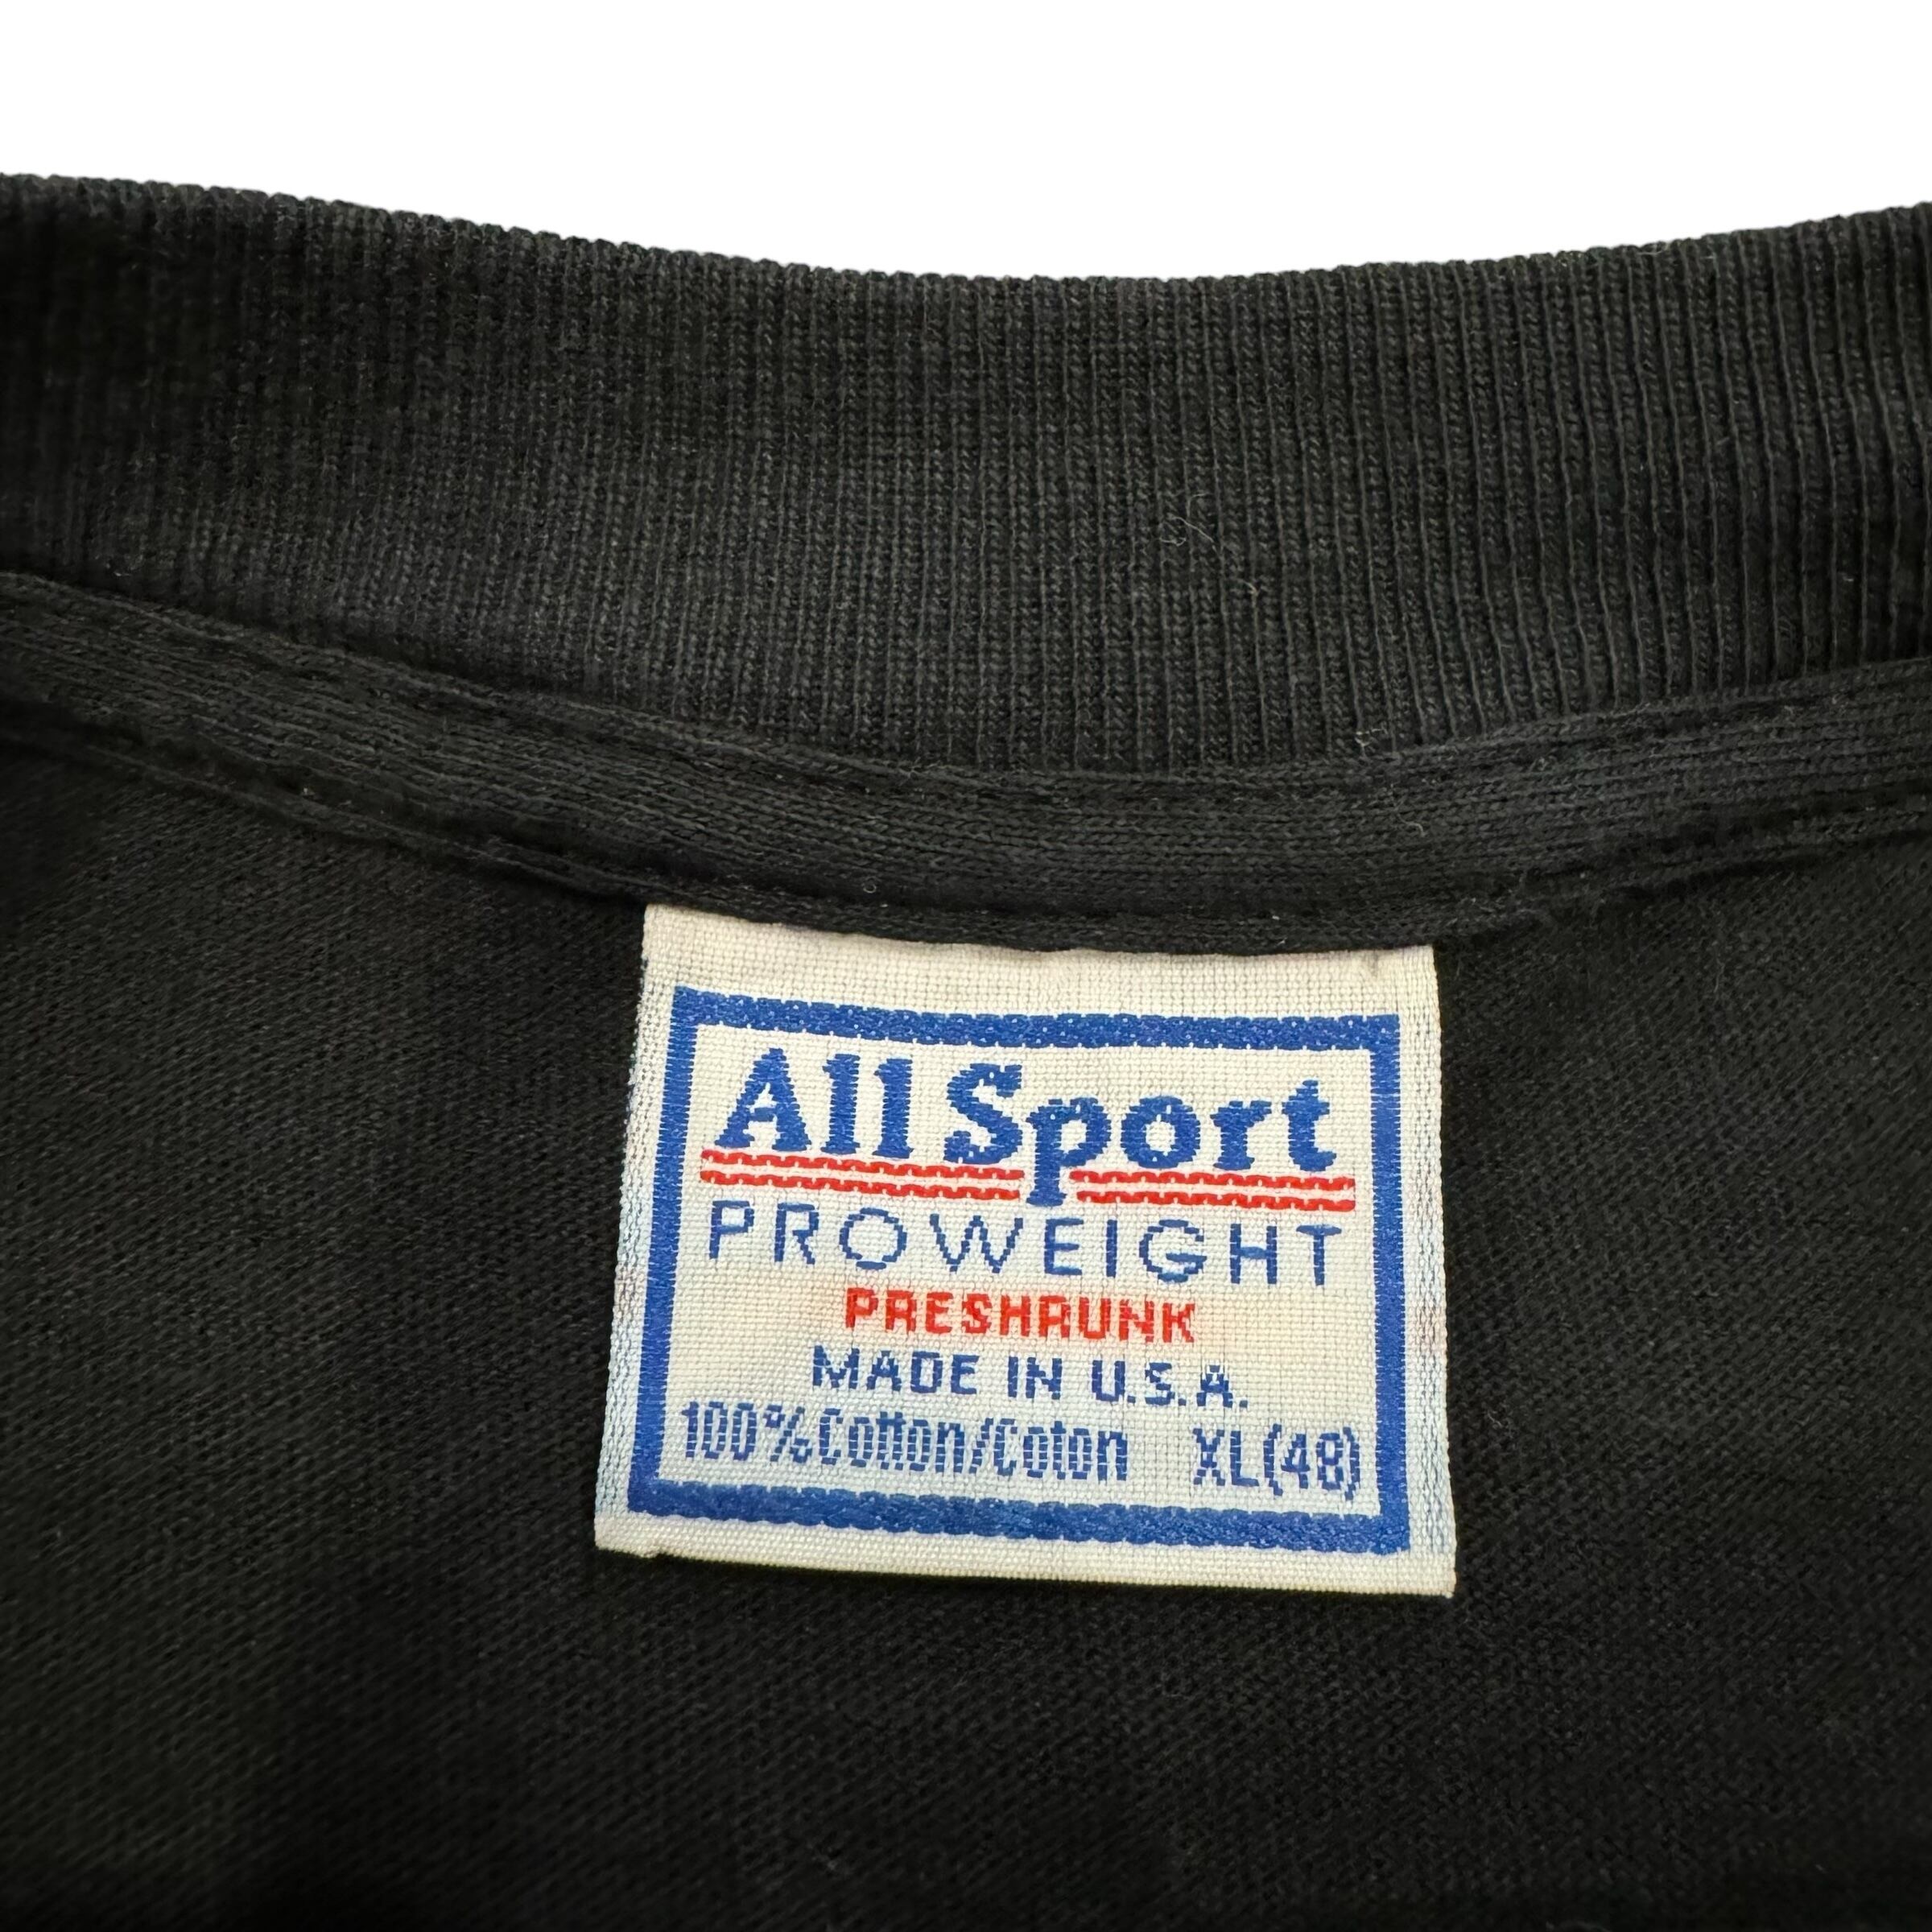 All Sport
PROWEIGHT
PRESHRUNK
MADE IN U.S.A.
100% Cotton/Coton XL(48)